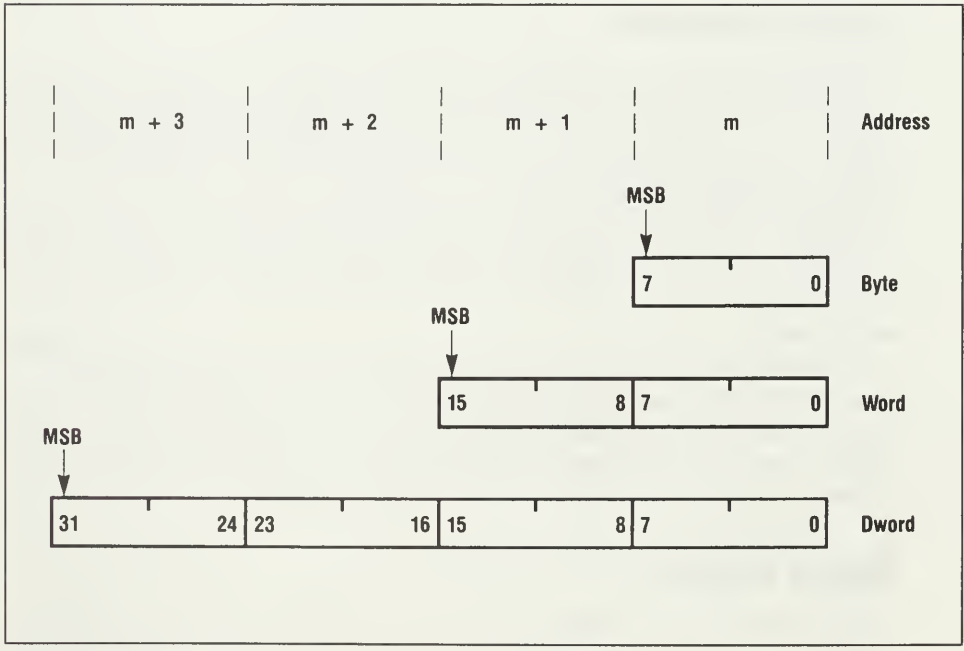 m + 3 m + 2 m + 1 m Address
MSB
7 0 Byte
MSB
15 8 7 0 Word
MSB
31 24 23 16 15 8 7 0 Dword